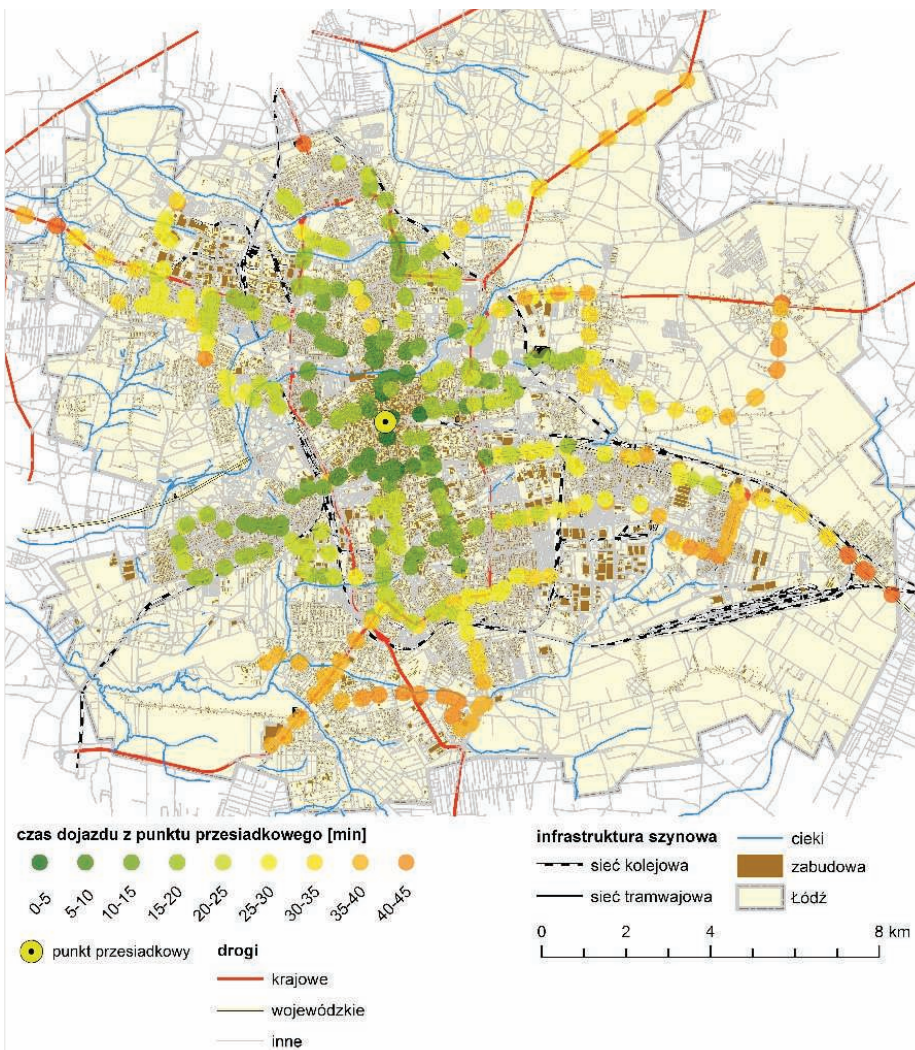 czas dojazdu z punktu przesiadkowego [min]
0-5
5-10
10-15
15-20
20-25
25-30
30-35
35-40
40-45
punkt przesiadkowy
drogi
krajowe
wojewódzkie
inne
infrastruktura szynowa
sieć kolejowa
sieć tramwajowa
cieki
zabudowa
Łódź
0 2 4 8 km